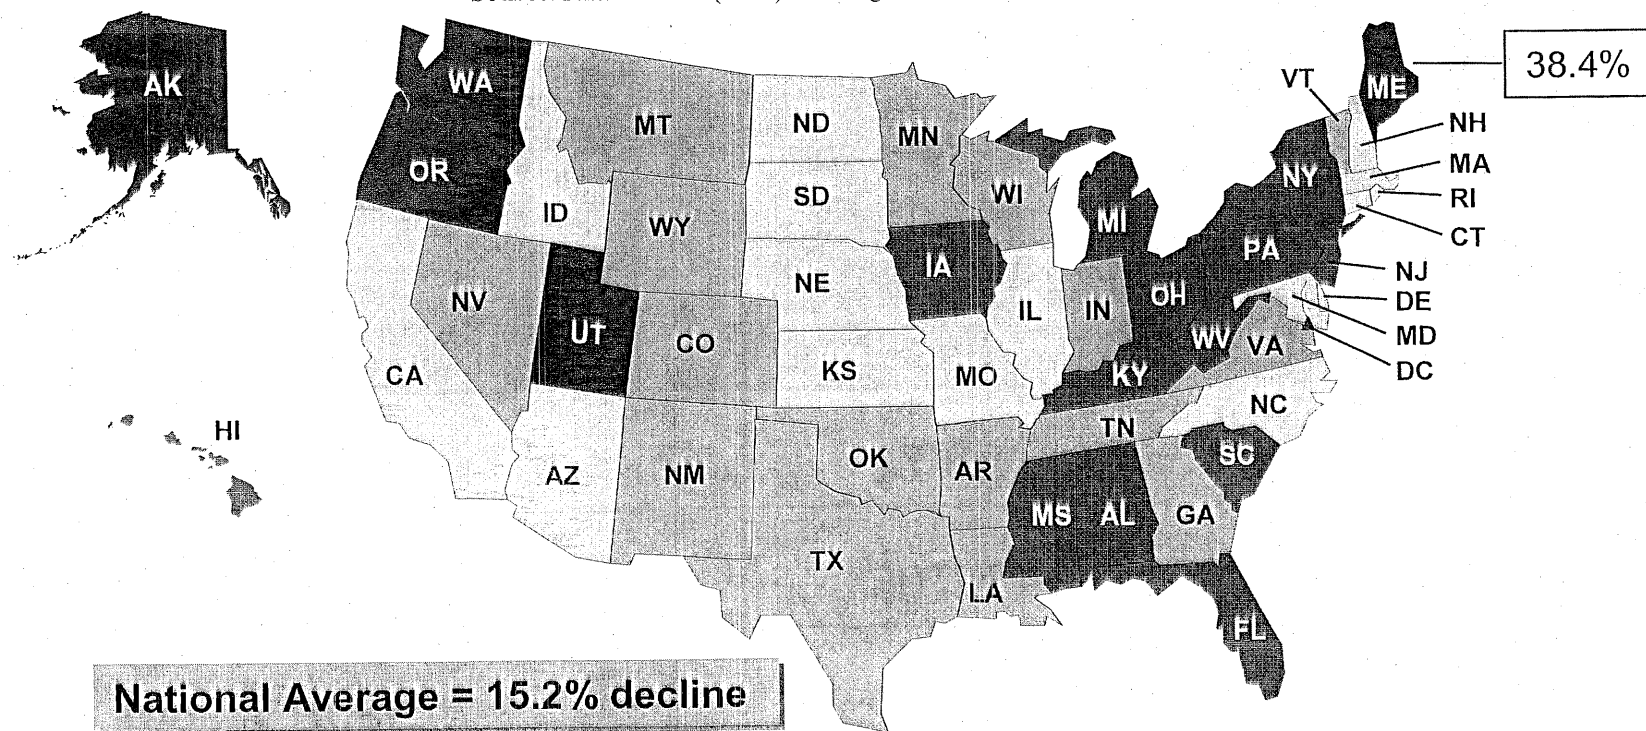 AK
WA
OR
MT
ID
WY
NV
UT
CO
CA
AZ
NM
ND
SD
NE
KS
OK
TX
MN
WI
IA
IL
MO
AR
LA
MI
IN
OH
KY
TN
MS
AL
GA
FL
SC
NC
VA
WV
PA
NY
VT
ME
38.4%
NH
MA
RI
CT
NJ
DE
MD
DC
HI
National Average = 15.2% decline